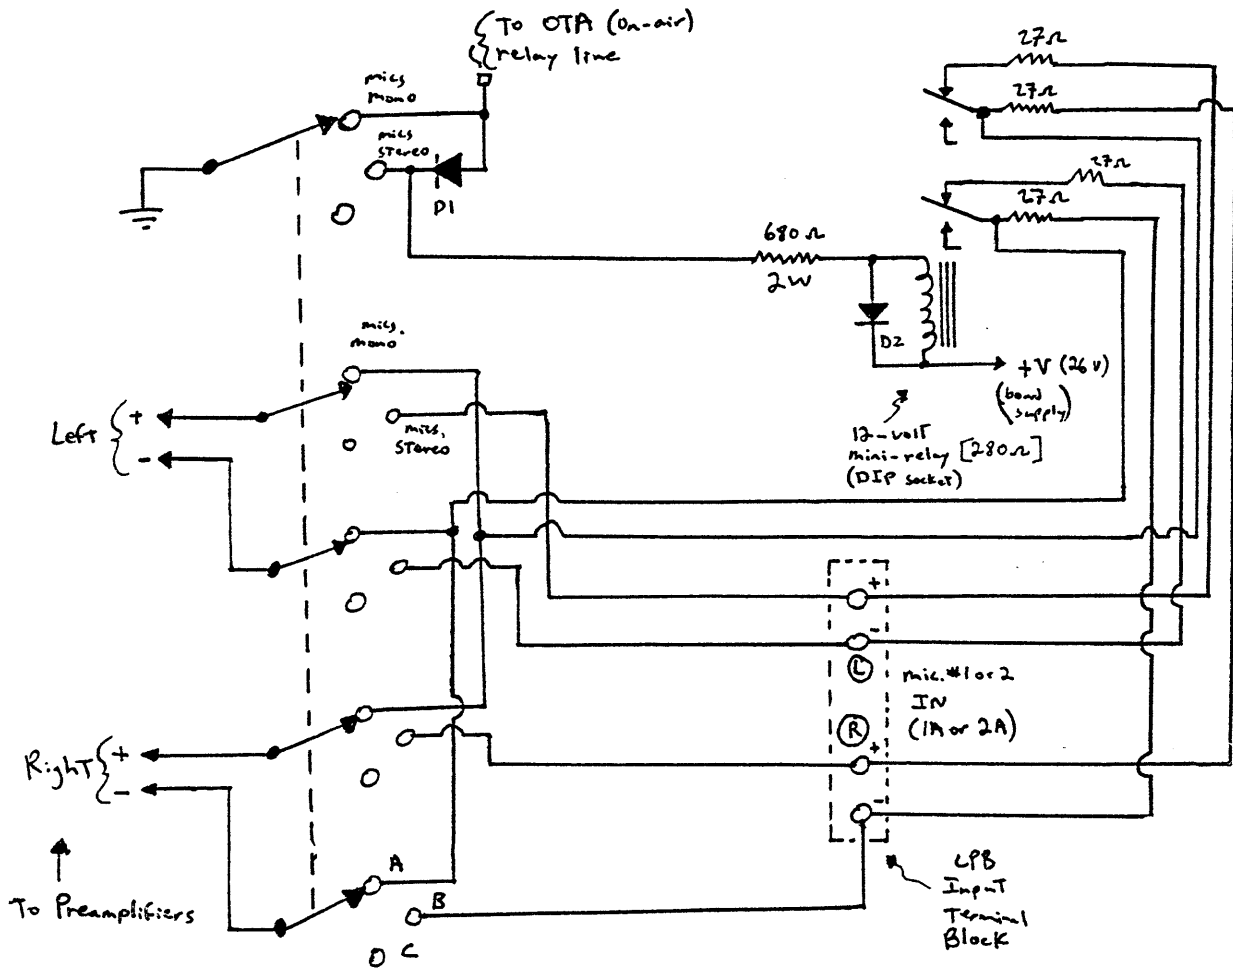 To OTA (on-air)
relay line
mics
mono
mics
stereo
D1
27Ω
27Ω
27Ω
27Ω
680Ω
2W
D2
+V (26v)
(board
supply)
12-volt
mini-relay [280Ω]
(DIP socket)
mics.
mono
mics.
stereo
Left
+
-
+
-
L
mic. #1 or 2
IN
(1A or 2A)
R
+
-
Right
+
-
To Preamplifiers
A
B
C
LPB
Input
Terminal
Block